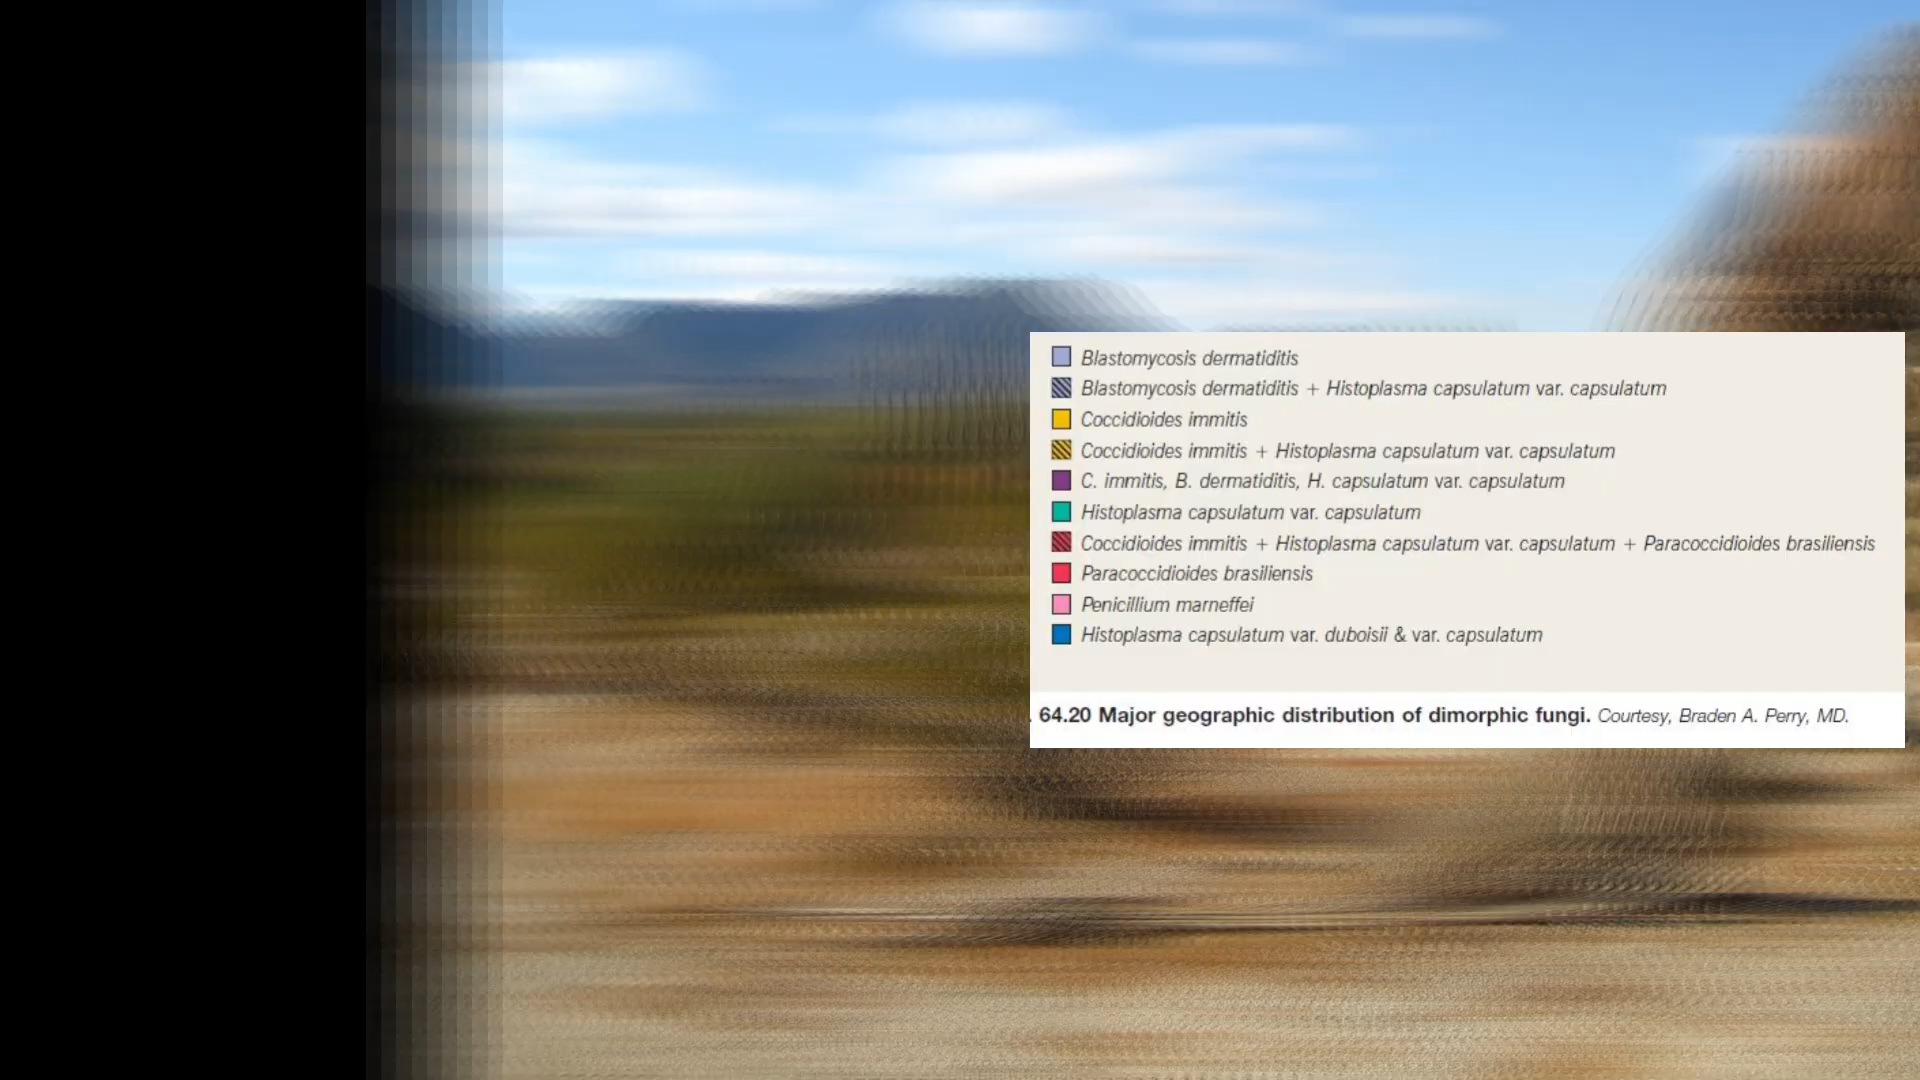 Blastomycosis dermatiditis
Blastomycosis dermatiditis + Histoplasma capsulatum var. capsulatum
Coccidioides immitis
Coccidioides immitis + Histoplasma capsulatum var. capsulatum
C. immitis, B. dermatiditis, H. capsulatum var. capsulatum
Histoplasma capsulatum var. capsulatum
Coccidioides immitis + Histoplasma capsulatum var. capsulatum + Paracoccidioides brasiliensis
Paracoccidioides brasiliensis
Penicillium marneffei
Histoplasma capsulatum var. duboisii & var. capsulatum
. 64.20 Major geographic distribution of dimorphic fungi. Courtesy, Braden A. Perry, MD.